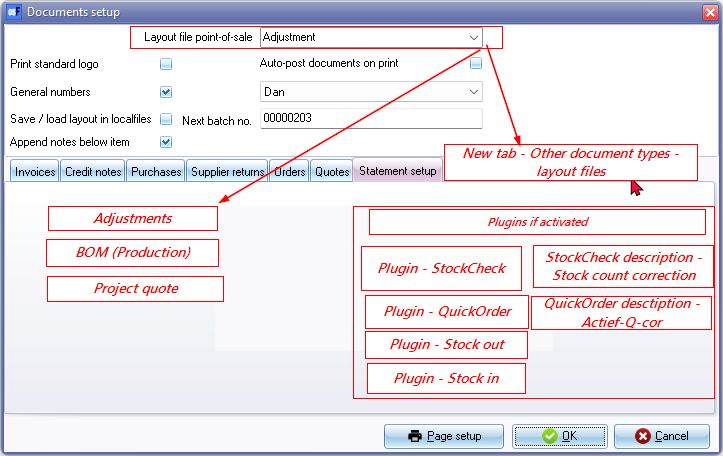 Documents setup
Layout file point-of-sale Adjustment
Print standard logo Auto-post documents on print
General numbers Dan
Save / load layout in localfiles Next batch no. 00000203
Append notes below item
New tab - Other document types -
layout files
Invoices Credit notes Purchases Supplier returns Orders Quotes Statement setup
Adjustments
BOM (Production)
Project quote
Plugins if activated
Plugin - StockCheck
StockCheck description -
Stock count correction
Plugin - QuickOrder
QuickOrder desctiption -
Actief-Q-cor
Plugin - Stock out
Plugin - Stock in
Page setup OK Cancel